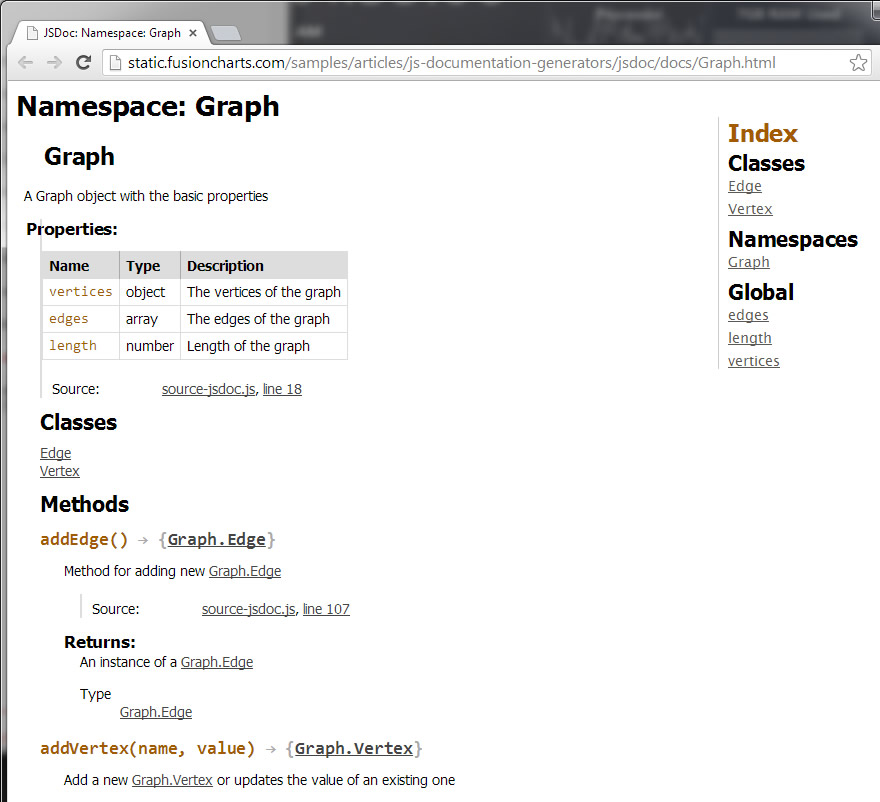 JSDoc: Namespace: Graph
static.fusioncharts.com/samples/articles/js-documentation-generators/jsdoc/docs/Graph.html
Namespace: Graph
Graph
A Graph object with the basic properties
Properties:
Name Type Description
vertices object The vertices of the graph
edges array The edges of the graph
length number Length of the graph
Source: source-jsdoc.js, line 18
Classes
Edge
Vertex
Methods
addEdge() → {Graph.Edge}
Method for adding new Graph.Edge
Source: source-jsdoc.js, line 107
Returns:
An instance of a Graph.Edge
Type
Graph.Edge
addVertex(name, value) → {Graph.Vertex}
Add a new Graph.Vertex or updates the value of an existing one
Index
Classes
Edge
Vertex
Namespaces
Graph
Global
edges
length
vertices